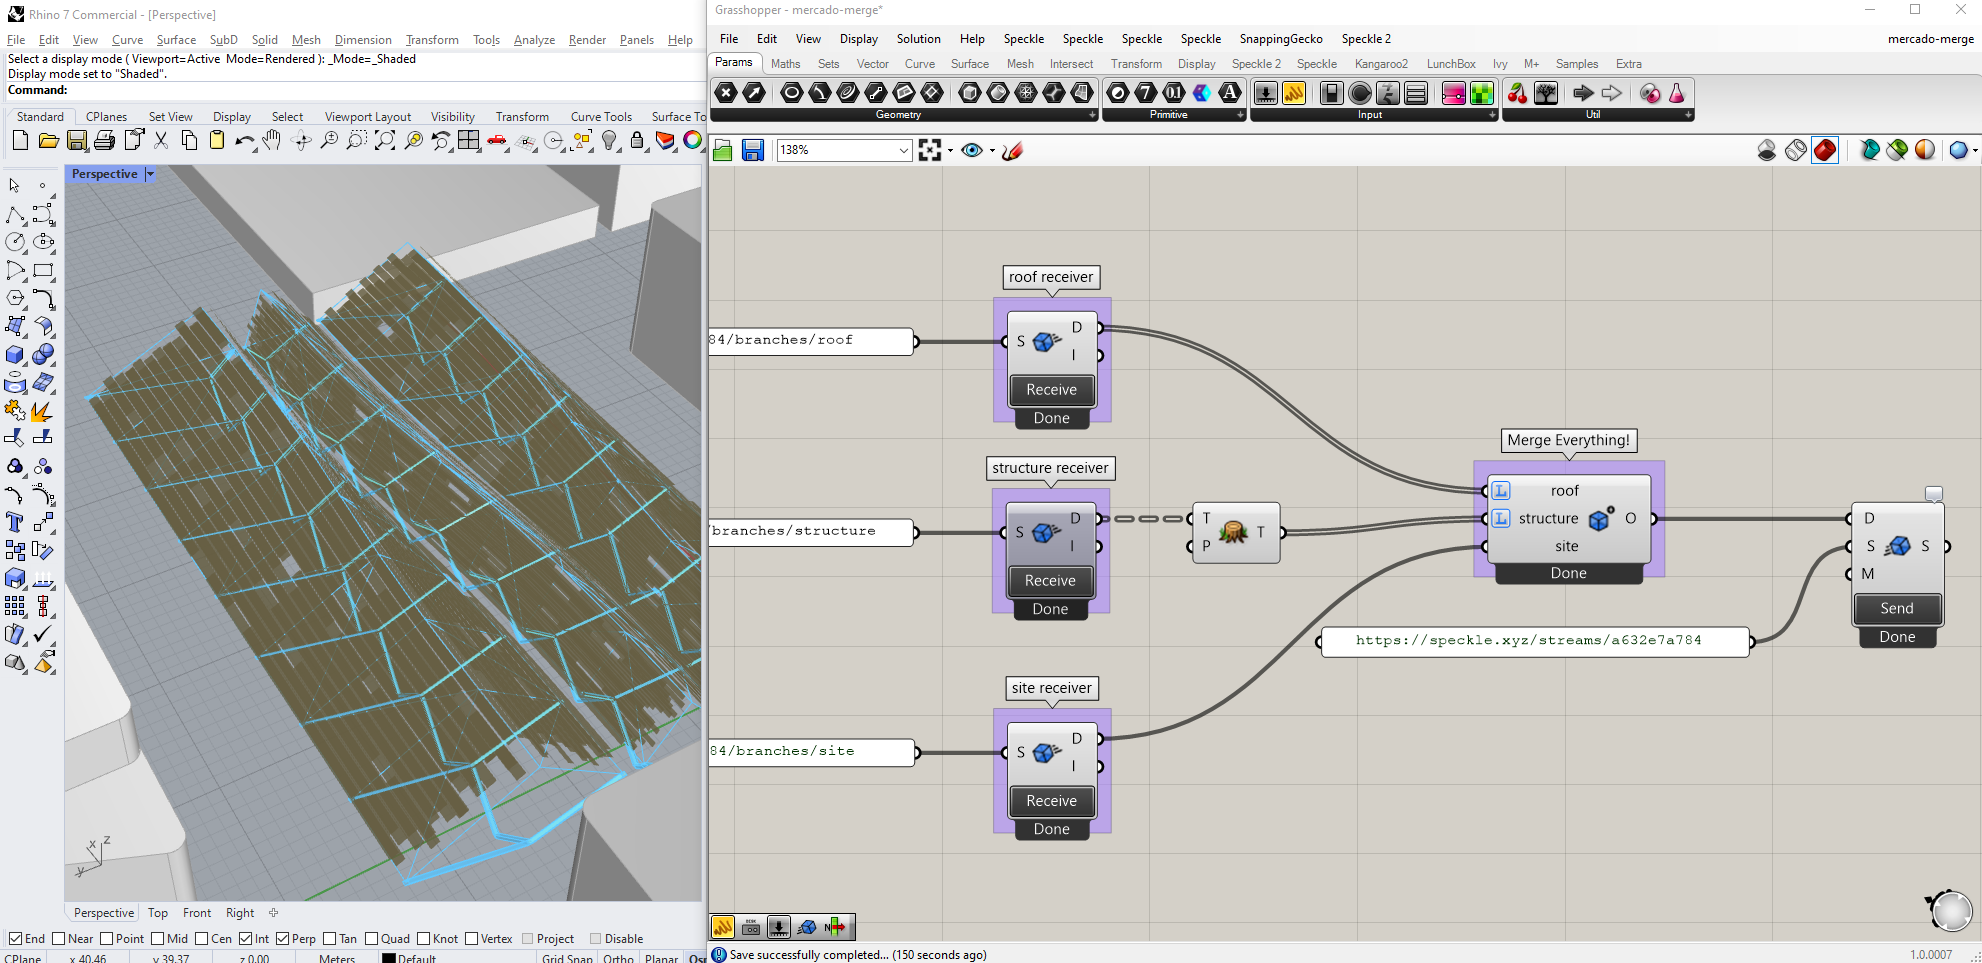 Rhino 7 Commercial - [Perspective]
File Edit View Curve Surface SubD Solid Mesh Dimension Transform Tools Analyze Render Panels Help
Select a display mode ( Viewport=Active Mode=Rendered ): _Mode=_Shaded
Display mode set to "Shaded".
Command:
Standard CPlanes Set View Display Select Viewport Layout Visibility Transform Curve Tools Surface To
Perspective
x z
y
Perspective Top Front Right
End Near Point Mid Cen Int Perp Tan Quad Knot Vertex Project Disable
CPlane x 40.46 y 39.37 z 0.00 Meters Default Grid Snap Ortho Planar Osn
Grasshopper - mercado-merge*
File Edit View Display Solution Help Speckle Speckle Speckle Speckle SnappingGecko Speckle 2 mercado-merge
Params Maths Sets Vector Curve Surface Mesh Intersect Transform Display Speckle 2 Speckle Kangaroo2 LunchBox Ivy M+ Samples Extra
Geometry Primitive Input Util
138%
roof receiver
84/branches/roof
S D I
Receive
Done
structure receiver
/branches/structure
S D I
Receive
Done
T P T
site receiver
84/branches/site
S D I
Receive
Done
Merge Everything!
L roof
L structure O
site
Done
https://speckle.xyz/streams/a632e7a784
D
S S
M
Send
Done
Save successfully completed... (150 seconds ago)
1.0.0007